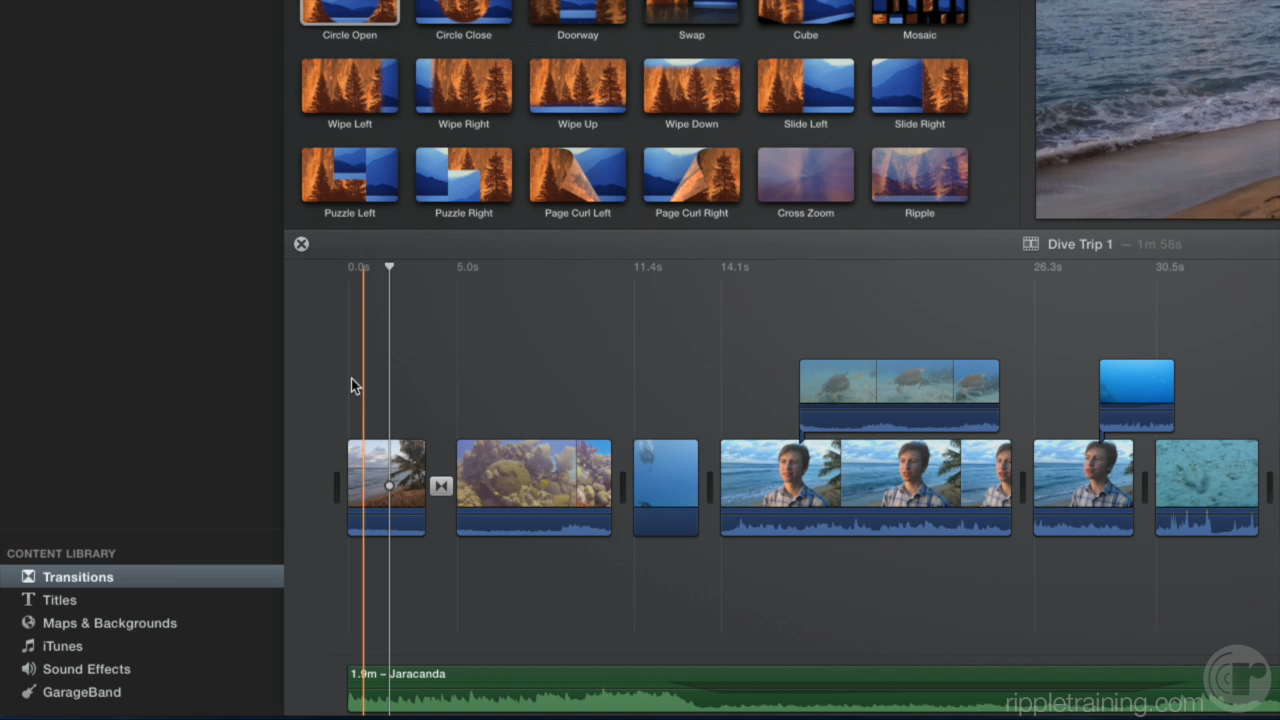 Circle Open Circle Close Doorway Swap Cube Mosaic
Wipe Left Wipe Right Wipe Up Wipe Down Slide Left Slide Right
Puzzle Left Puzzle Right Page Curl Left Page Curl Right Cross Zoom Ripple
Dive Trip 1 — 1m 58s
0.0s 5.0s 11.4s 14.1s 26.3s 30.5s
CONTENT LIBRARY
Transitions
Titles
Maps & Backgrounds
iTunes
Sound Effects
GarageBand
1.9m – Jaracanda
rippletraining.com